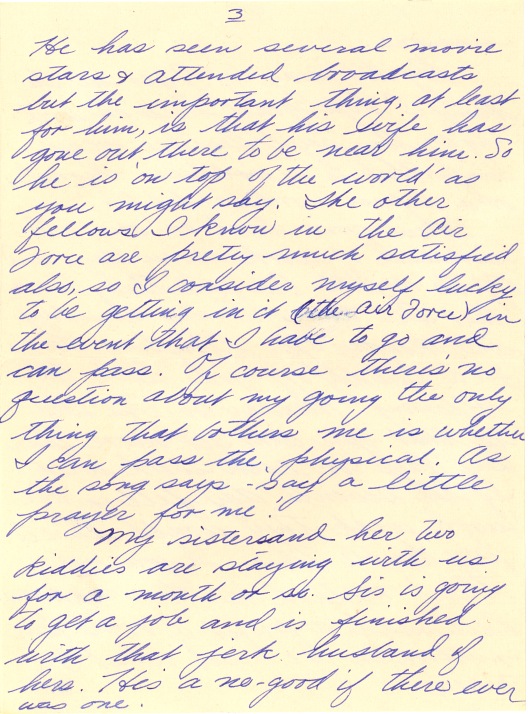 3
He has seen several movie
stars & attended broadcasts
but the important thing, at least
for him, is that his wife has
gone out there to be near him. So
he is 'on top of the world' as
you might say. The other
fellows I know in the Air
Force are pretty much satisfied
also, so I consider myself lucky
to be getting in it (the Air Force) in
the event that I have to go and
can pass. Of course there's no
question about my going the only
thing that bothers me is whether
I can pass the physical. As
the song says - 'say a little
prayer for me'.
My sister and her two
kiddies are staying with us
for a month or so. Sis is going
to get a job and is finished
with that jerk husband of
hers. He's a no-good if there ever
was one.